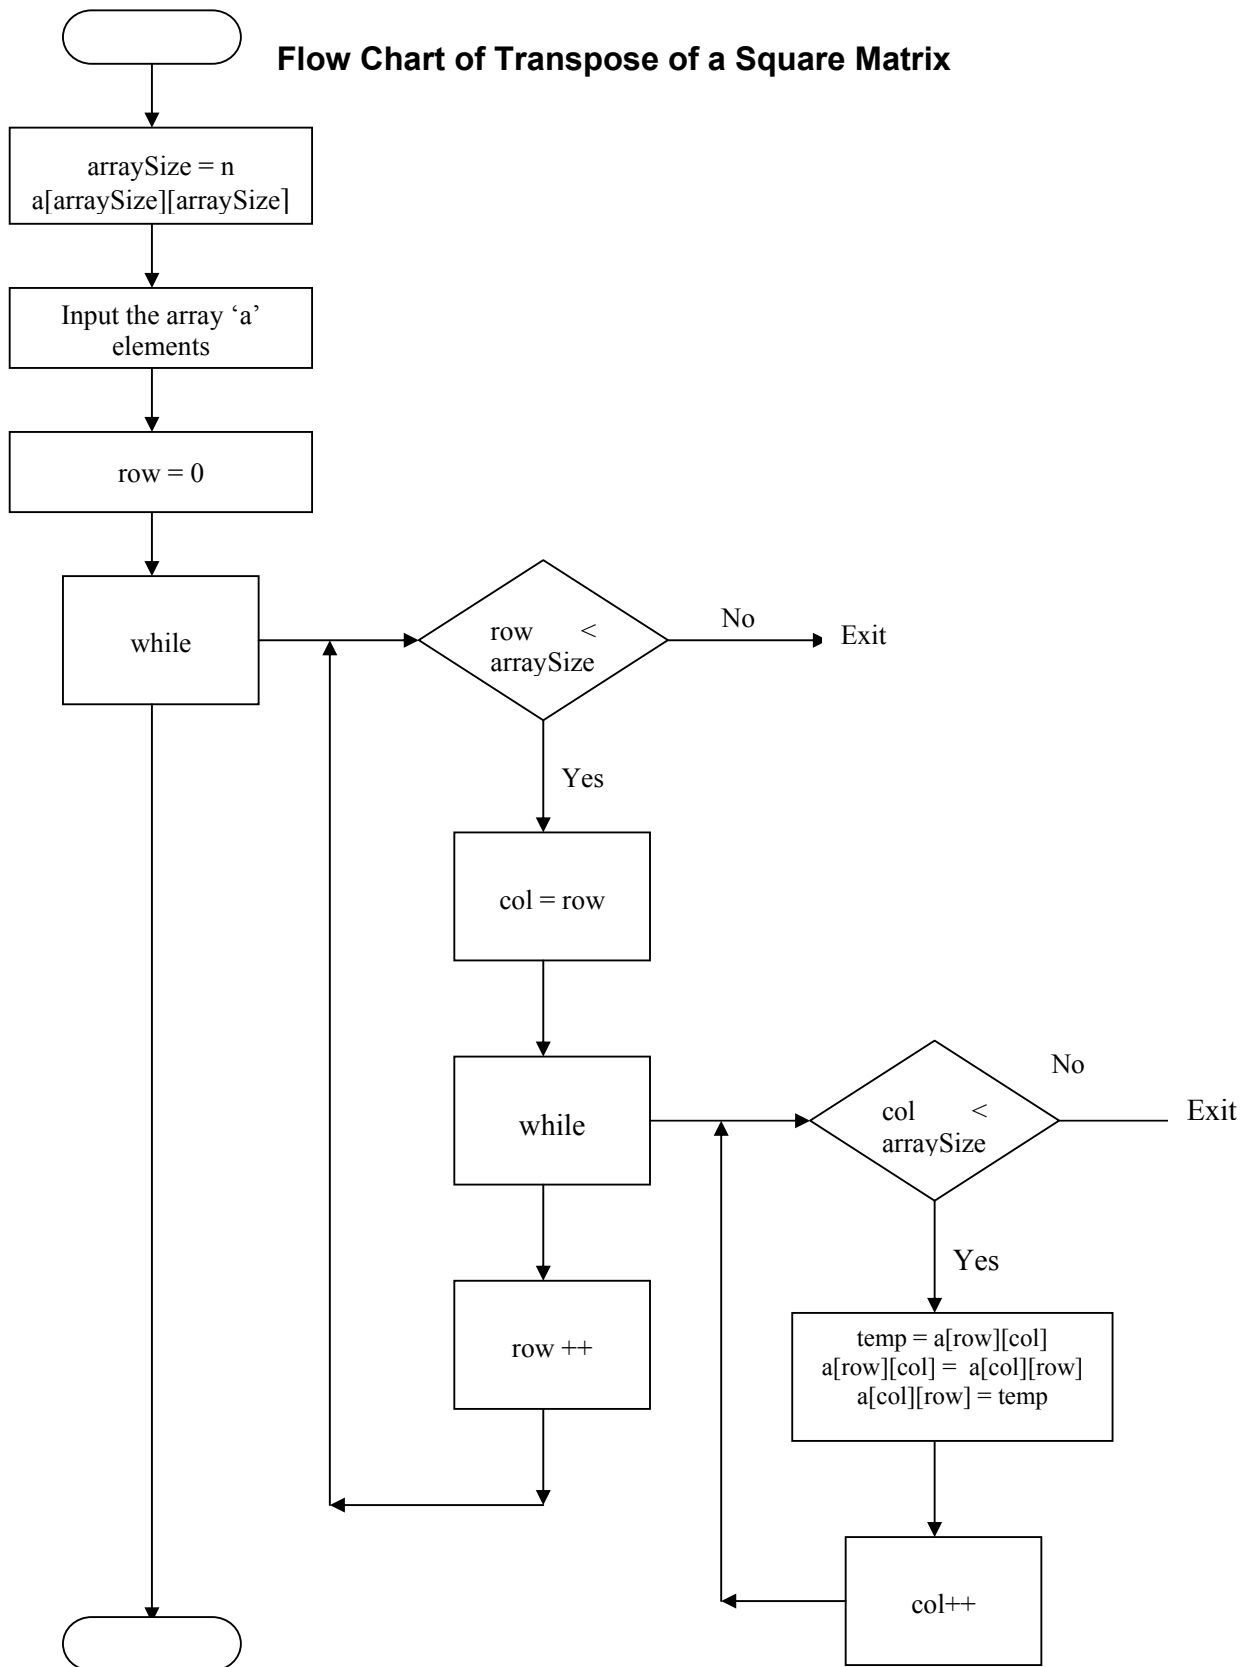 Flow Chart of Transpose of a Square Matrix
arraySize = n
a[arraySize][arraySize]
Input the array ‘a’
elements
row = 0
while
row <
arraySize
No
Exit
Yes
col = row
while
col <
arraySize
No
Exit
Yes
row ++
temp = a[row][col]
a[row][col] = a[col][row]
a[col][row] = temp
col++